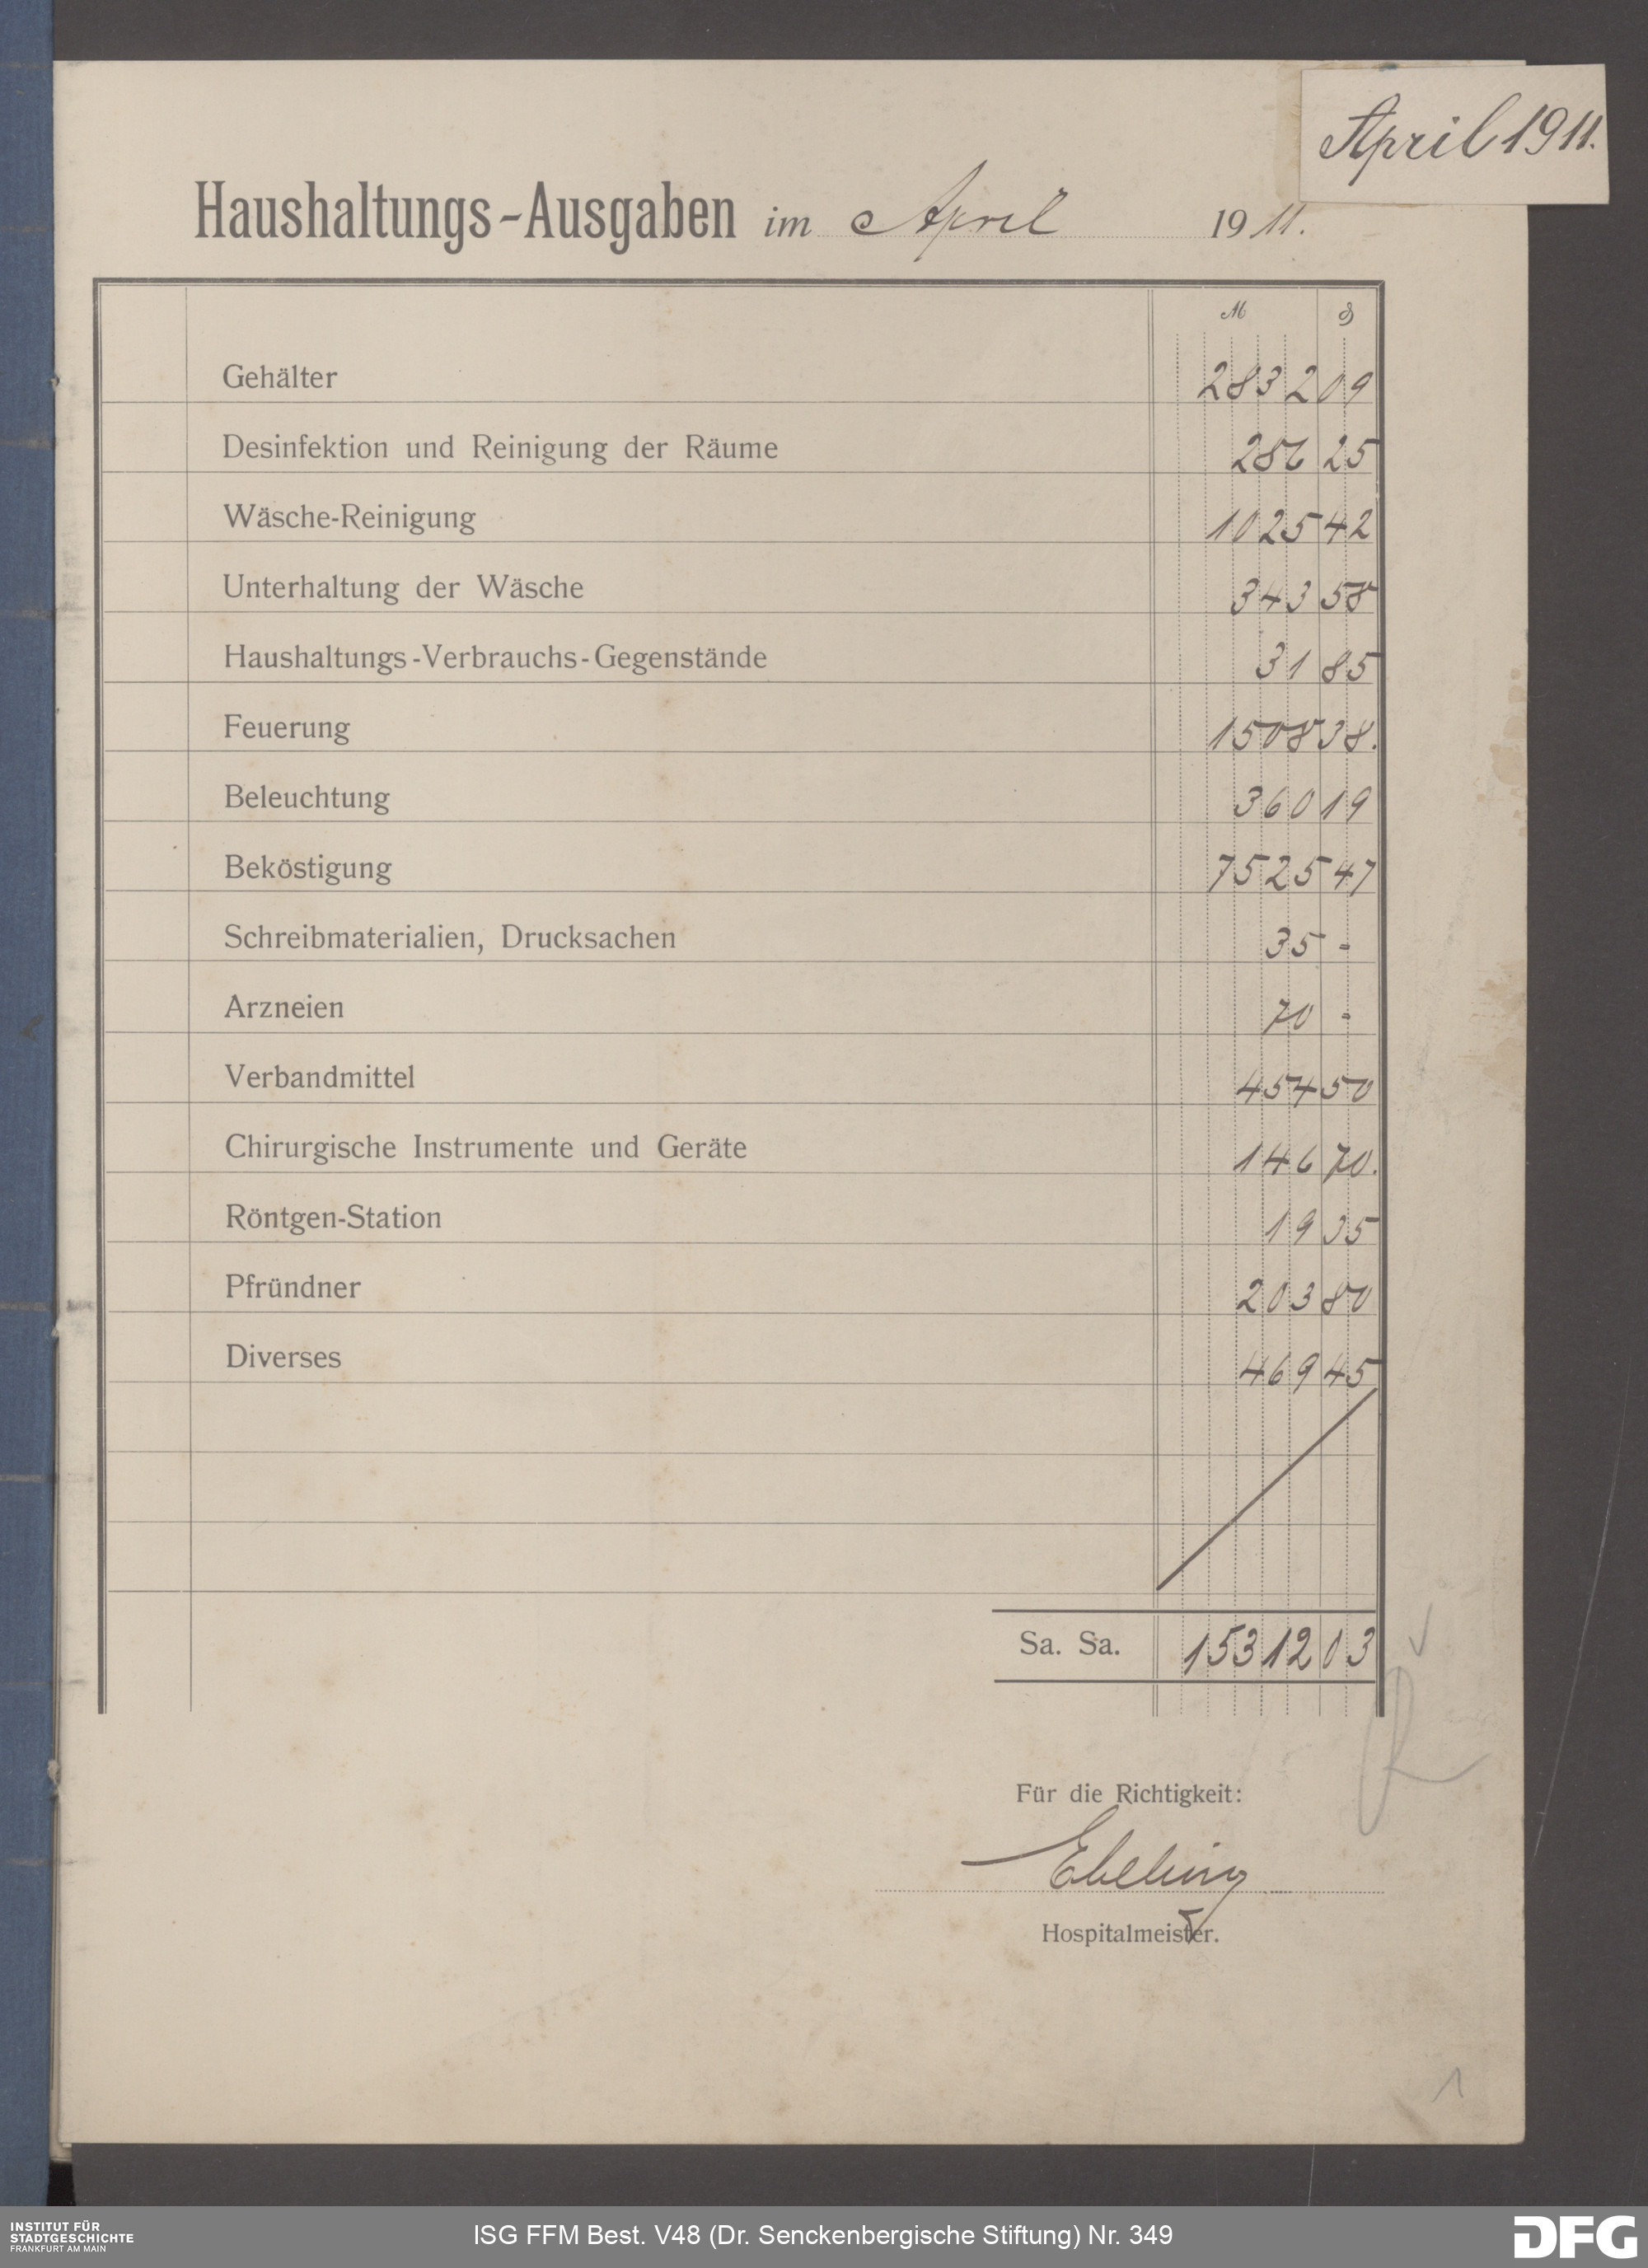 April 1911.
Haushaltungs-Ausgaben im April 1911.
ℳ ₰
Gehälter 2832 09
Desinfektion und Reinigung der Räume 286 25
Wäsche-Reinigung 1025 42
Unterhaltung der Wäsche 343 58
Haushaltungs-Verbrauchs-Gegenstände 31 85
Feuerung 1508 38.
Beleuchtung 360 19
Beköstigung 7525 47
Schreibmaterialien, Drucksachen 35 -
Arzneien 70 -
Verbandmittel 454 50
Chirurgische Instrumente und Geräte 146 70.
Röntgen-Station 19 35
Pfründner 203 80
Diverses 469 45
Sa. Sa. 15312 03
Für die Richtigkeit:
Ebeling
Hospitalmeister.
1
INSTITUT FÜR
STADTGESCHICHTE
FRANKFURT AM MAIN
ISG FFM Best. V48 (Dr. Senckenbergische Stiftung) Nr. 349
DFG